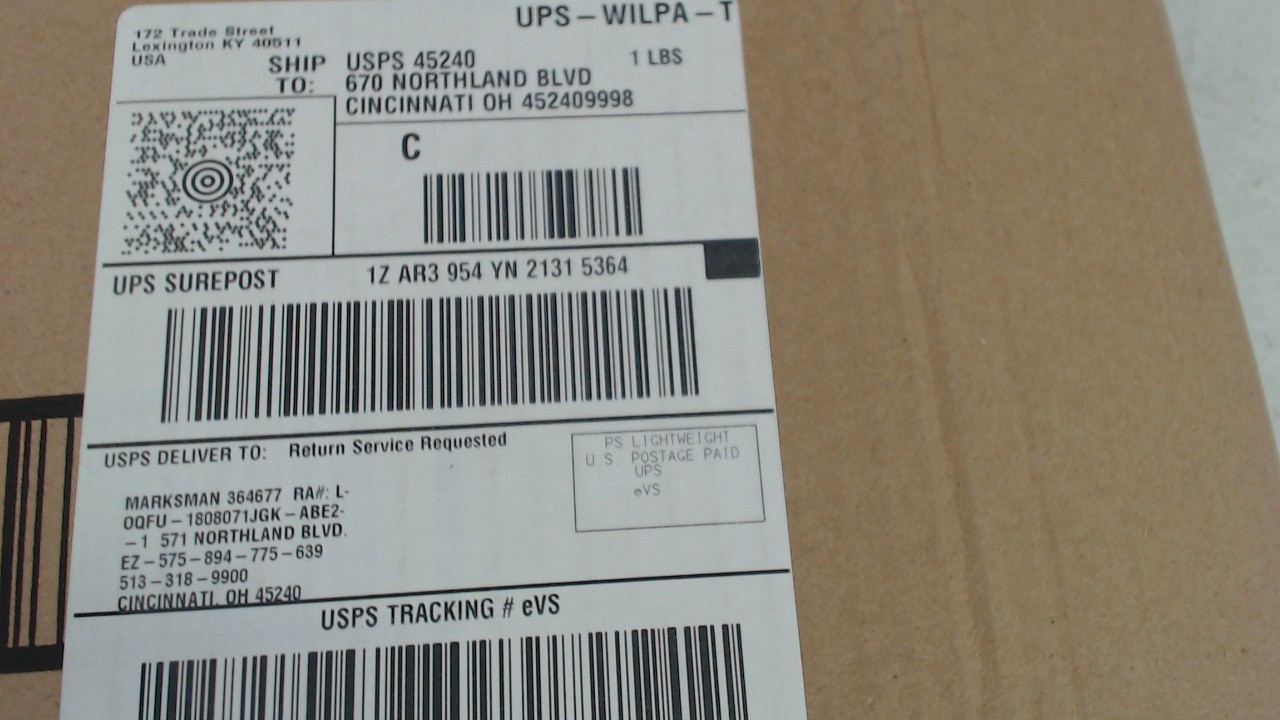 UPS-WILPA-T
172 Trade Street
Lexington KY 40511
USA
SHIP TO:
USPS 45240
1 LBS
670 NORTHLAND BLVD
CINCINNATI OH 452409998
C
UPS SUREPOST
1Z AR3 954 YN 2131 5364
USPS DELIVER TO:
Return Service Requested
PS LIGHTWEIGHT
U S. POSTAGE PAID
UPS
eVS
MARKSMAN 364677 RA#: L-
0QFU-1808071JGK-ABE2-
-1 571 NORTHLAND BLVD.
EZ-575-894-775-639
513-318-9900
CINCINNATI, OH 45240
USPS TRACKING # eVS